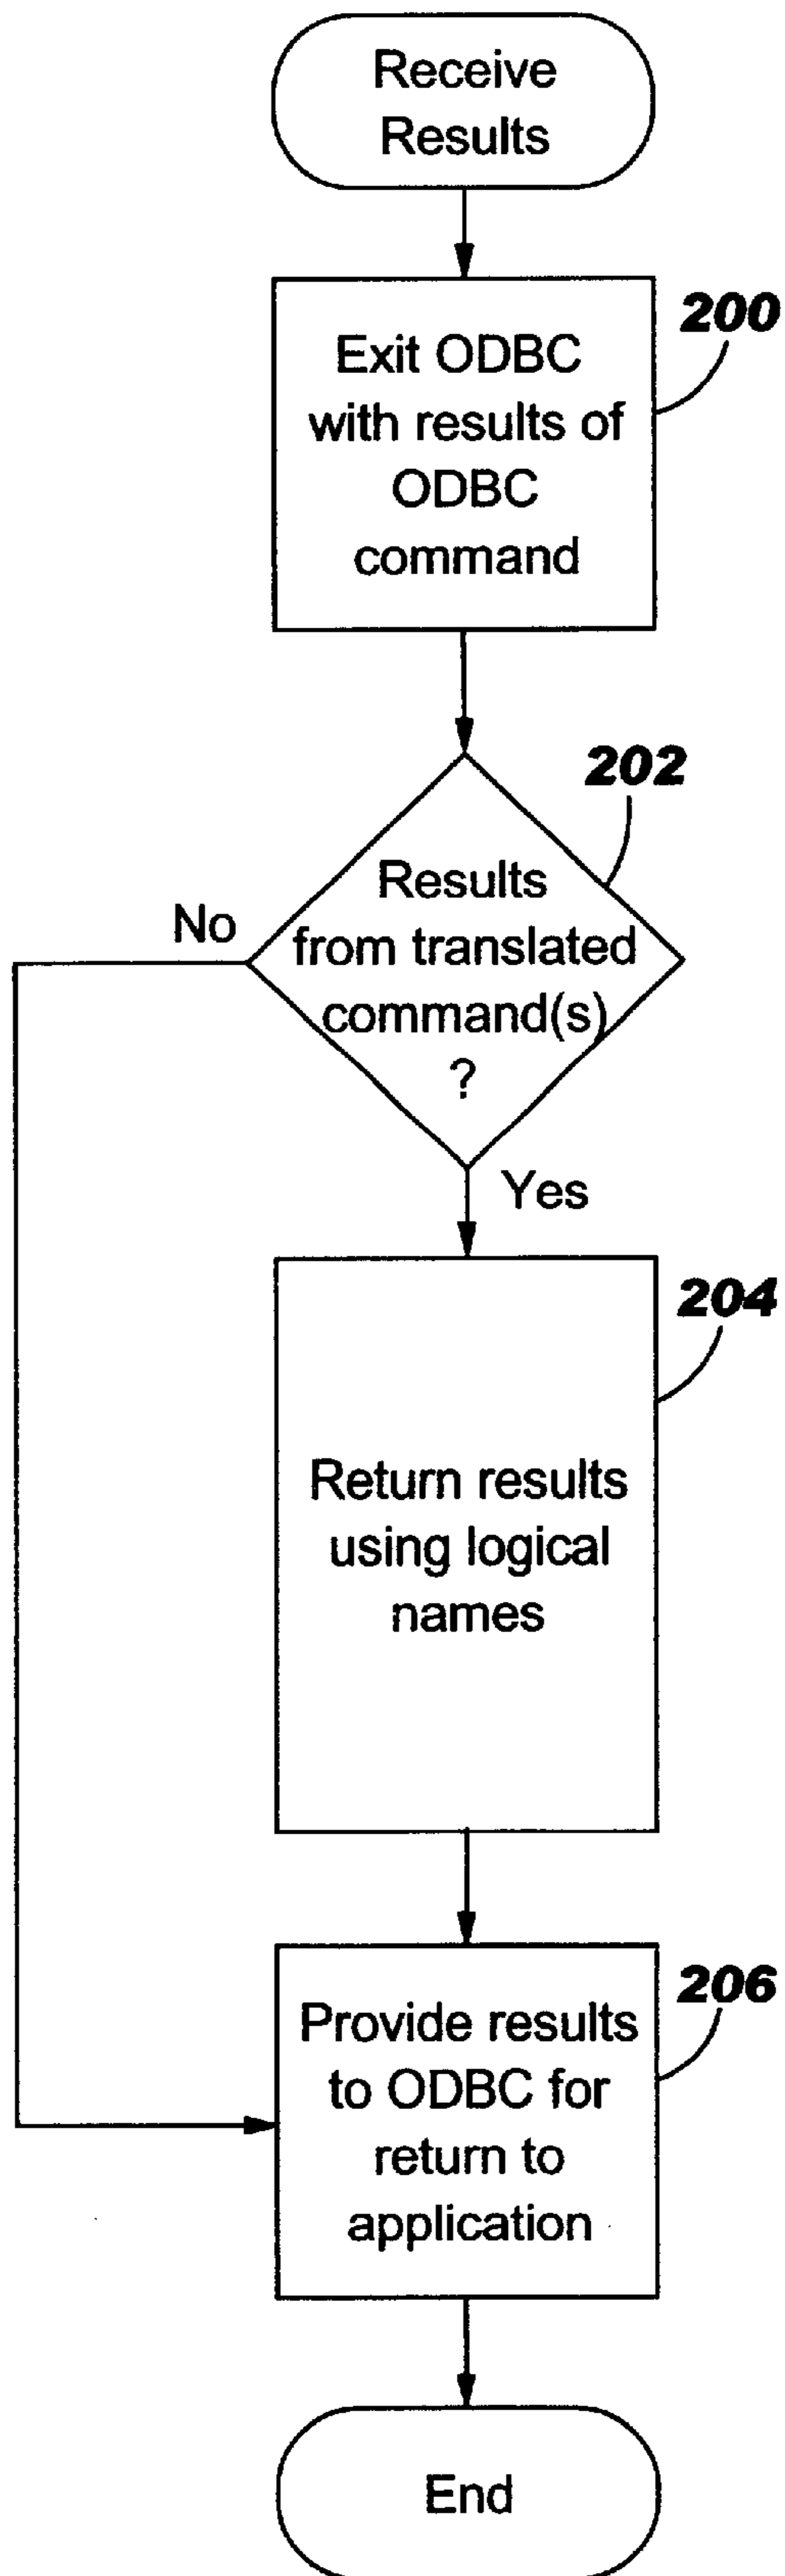 Receive
Results
200
Exit ODBC
with results of
ODBC
command
202
Results
from translated
command(s)
?
No
Yes
204
Return results
using logical
names
206
Provide results
to ODBC for
return to
application
End